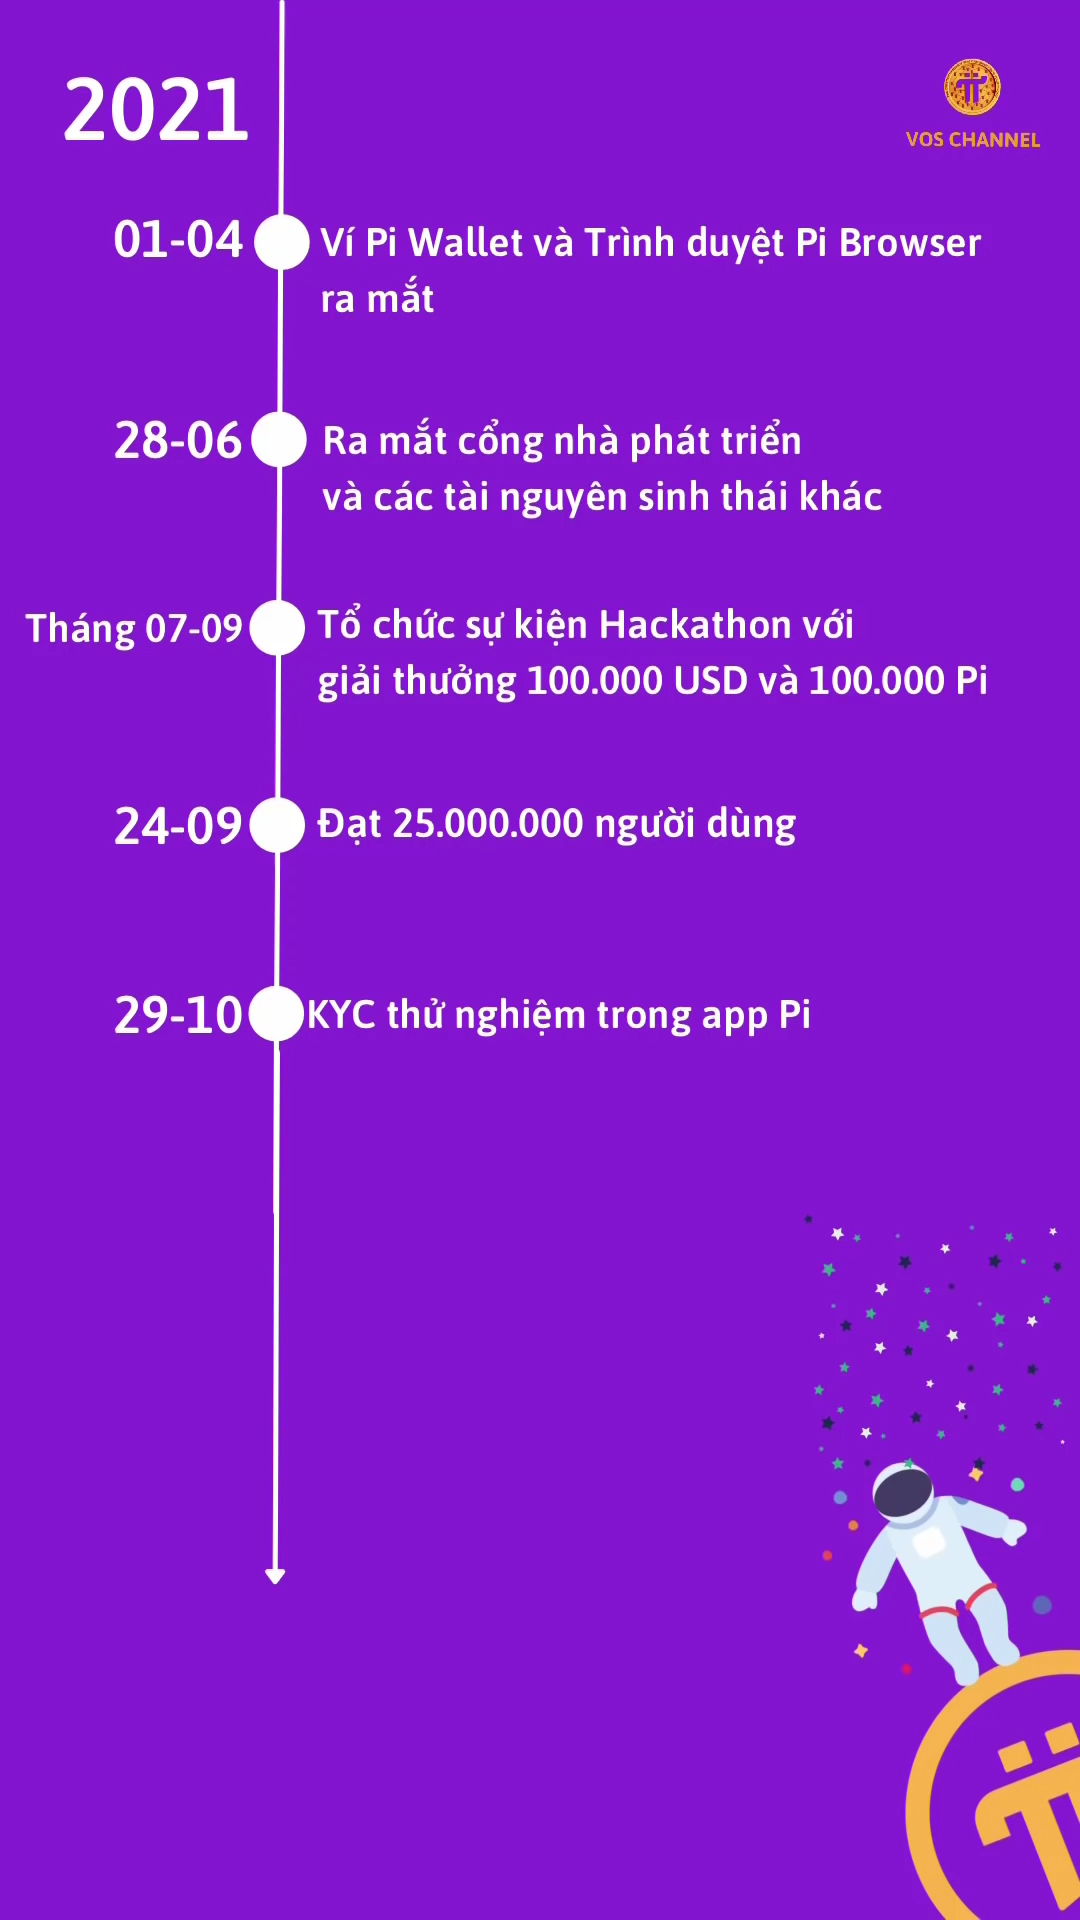 2021
VOS CHANNEL
01-04
Ví Pi Wallet và Trình duyệt Pi Browser
ra mắt
28-06
Ra mắt cổng nhà phát triển
và các tài nguyên sinh thái khác
Tháng 07-09
Tổ chức sự kiện Hackathon với
giải thưởng 100.000 USD và 100.000 Pi
24-09
Đạt 25.000.000 người dùng
29-10
KYC thử nghiệm trong app Pi